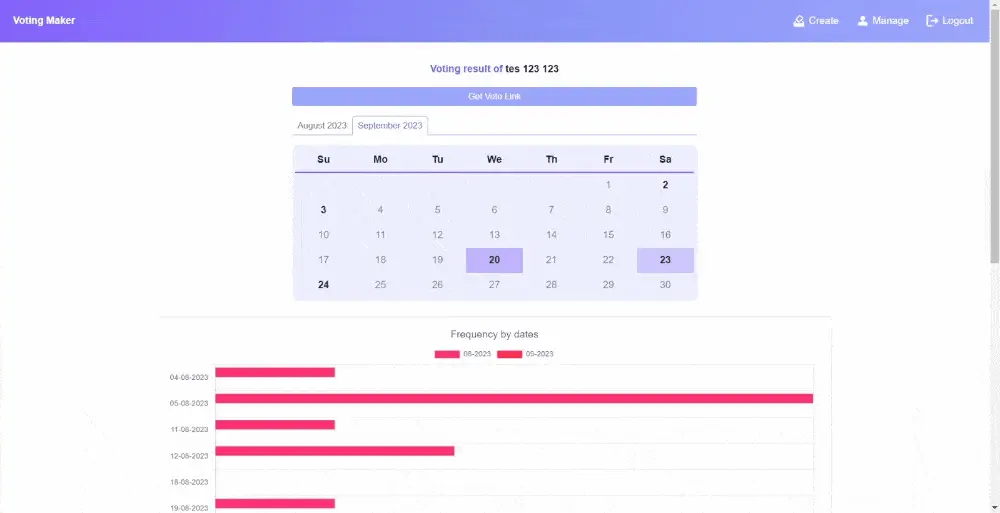 Voting Maker Create Manage Logout
Voting result of tes 123 123
Get Vote Link
August 2023 September 2023
Su Mo Tu We Th Fr Sa
1 2
3 4 5 6 7 8 9
10 11 12 13 14 15 16
17 18 19 20 21 22 23
24 25 26 27 28 29 30
Frequency by dates
08-2023 09-2023
04-08-2023
05-08-2023
11-08-2023
12-08-2023
18-08-2023
19-08-2023